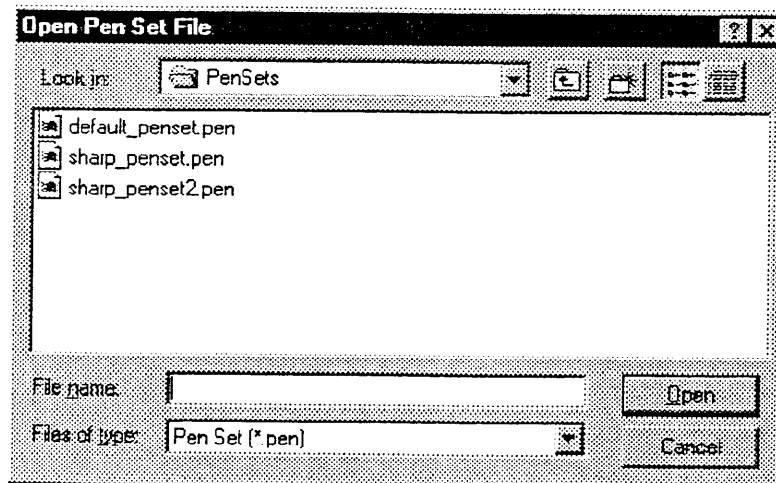 Open Pen Set File ? ×
Look in: PenSets
default_penset.pen
sharp_penset.pen
sharp_penset2.pen
File name: Open
Files of type: Pen Set (*.pen) Cancel